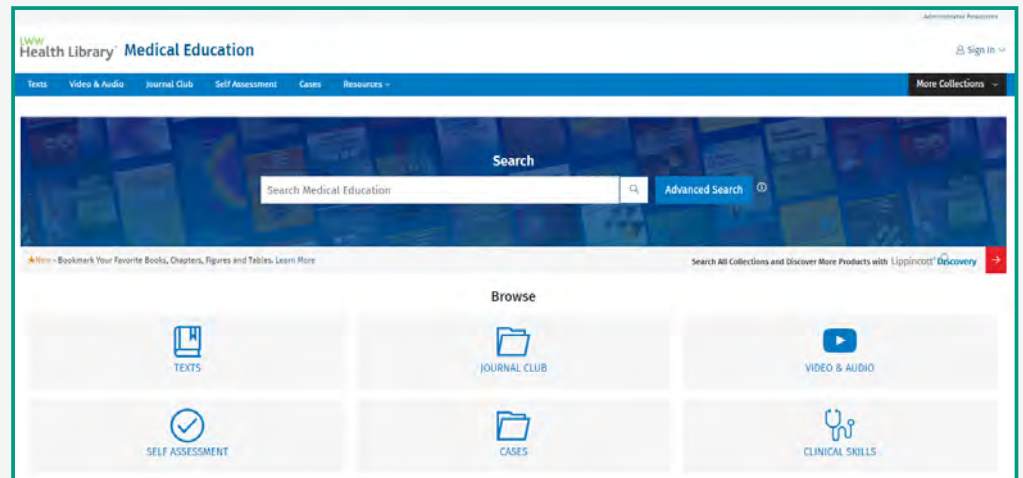 Administrator Resources
LWW
Health Library Medical Education
Sign In
Texts Video & Audio Journal Club Self Assessment Cases Resources
More Collections
Search
Search Medical Education
Advanced Search
New - Bookmark Your Favorite Books, Chapters, Figures and Tables. Learn More
Search All Collections and Discover More Products with Lippincott® Discovery
Browse
TEXTS
JOURNAL CLUB
VIDEO & AUDIO
SELF ASSESSMENT
CASES
CLINICAL SKILLS